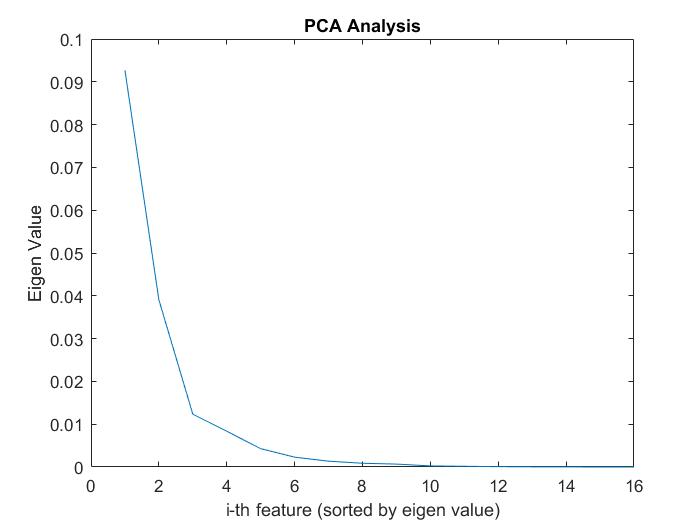 PCA Analysis
0.1
0.09
0.08
0.07
0.06
0.05
0.04
0.03
0.02
0.01
0
Eigen Value
0 2 4 6 8 10 12 14 16
i-th feature (sorted by eigen value)